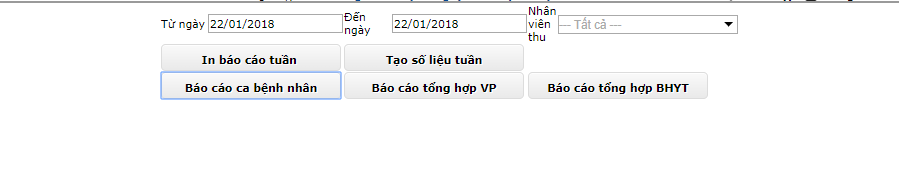 Từ ngày 22/01/2018 Đến ngày 22/01/2018 Nhân viên thu --- Tất cả ---
In báo cáo tuần Tạo số liệu tuần
Báo cáo ca bệnh nhân Báo cáo tổng hợp VP Báo cáo tổng hợp BHYT